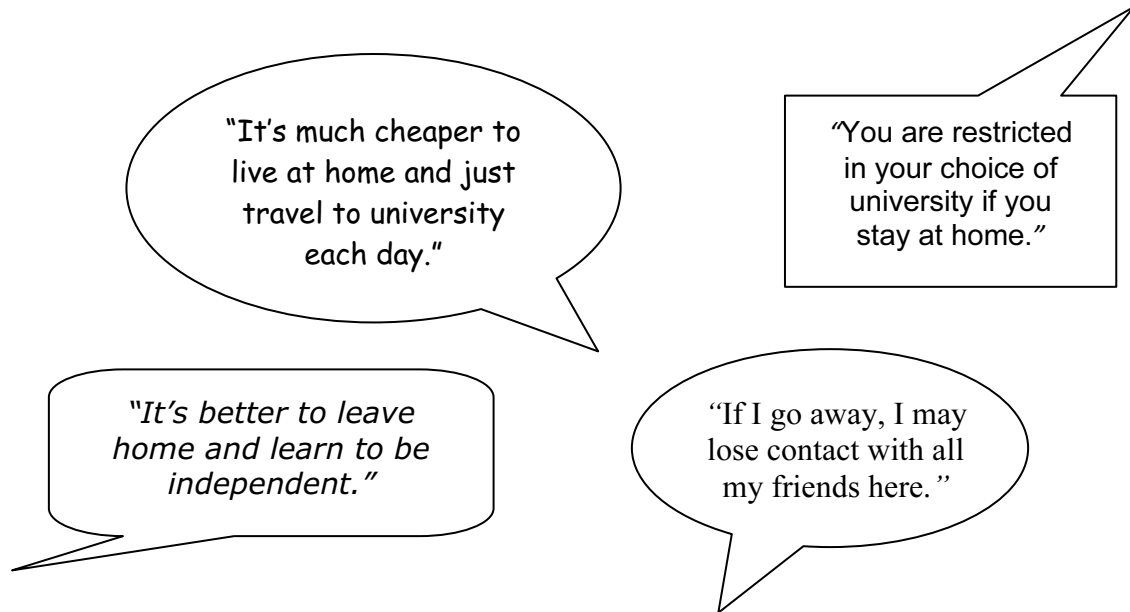 “It’s much cheaper to
live at home and just
travel to university
each day.”
“You are restricted
in your choice of
university if you
stay at home.”
“It’s better to leave
home and learn to be
independent.”
“If I go away, I may
lose contact with all
my friends here.”